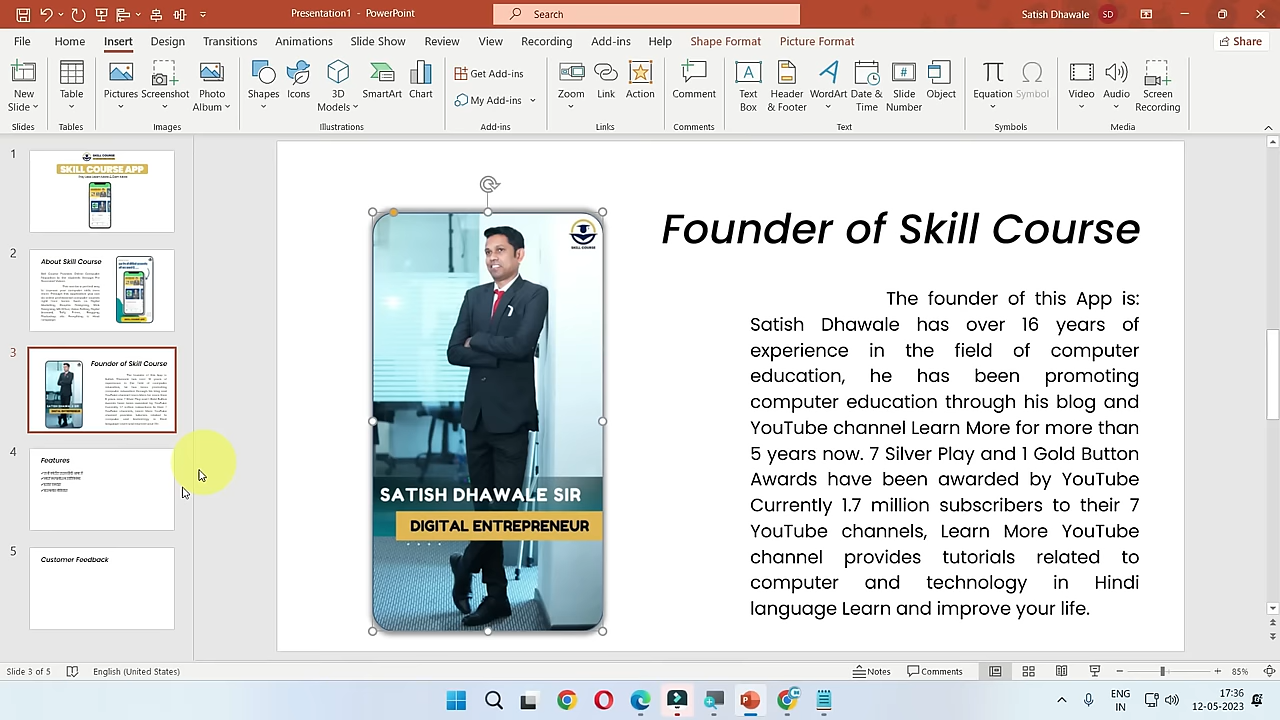 Presentation1 - PowerPoint
Search
Satish Dhawale
SD
File
Home
Insert
Design
Transitions
Animations
Slide Show
Review
View
Recording
Add-ins
Help
Shape Format
Picture Format
Share
New Slide
Table
Pictures
Screenshot
Photo Album
Shapes
Icons
3D Models
SmartArt
Chart
Get Add-ins
My Add-ins
Zoom
Link
Action
Comment
Text Box
Header & Footer
WordArt
Date & Time
Slide Number
Object
Equation
Symbol
Video
Audio
Screen Recording
Slides
Tables
Images
Illustrations
Add-ins
Links
Comments
Text
Symbols
Media
1
SKILL COURSE
SKILL COURSE APP
2
About Skill Course
3
Founder of Skill Course
4
Features
5
Customer Feedback
SKILL COURSE
SATISH DHAWALE SIR
DIGITAL ENTREPRENEUR
Founder of Skill Course
The founder of this App is:
Satish Dhawale has over 16 years of
experience in the field of computer
education, he has been promoting
computer education through his blog and
YouTube channel Learn More for more than
5 years now. 7 Silver Play and 1 Gold Button
Awards have been awarded by YouTube
Currently 1.7 million subscribers to their 7
YouTube channels, Learn More YouTube
channel provides tutorials related to
computer and technology in Hindi
language Learn and improve your life.
Slide 3 of 5
English (United States)
Notes
Comments
85%
ENG
IN
17:36
12-05-2023